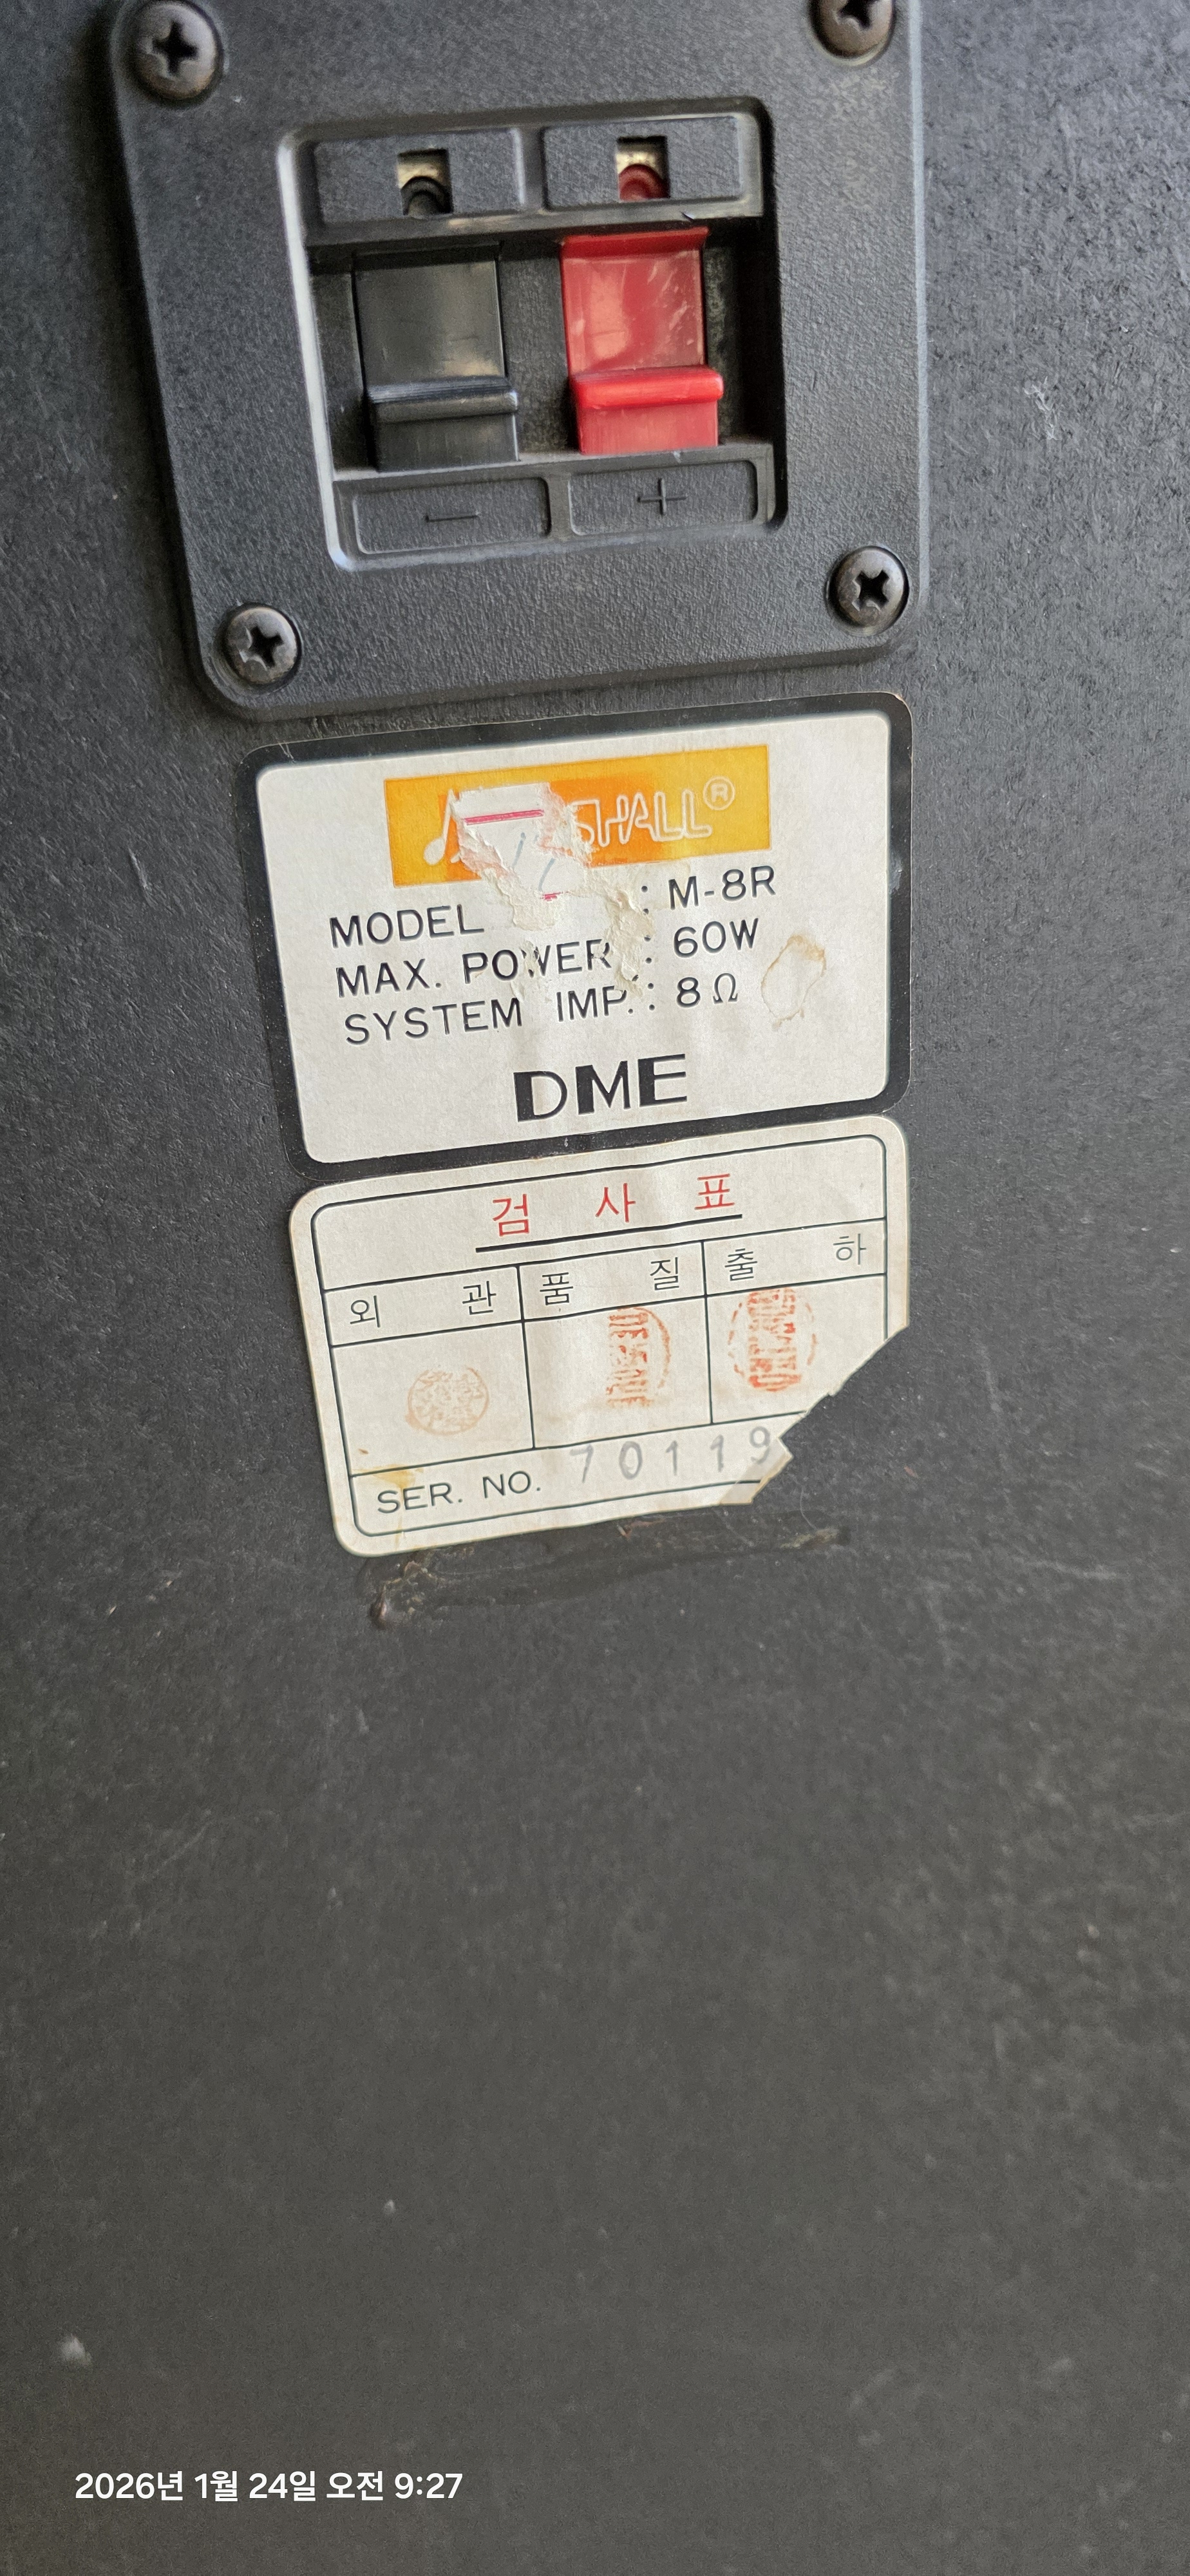 SHALL®
MODEL : M-8R
MAX. POWER : 60W
SYSTEM IMP. : 8Ω
DME
검 사 표
외 관 품 질 출 하
SER. NO. 70119
2026년 1월 24일 오전 9:27